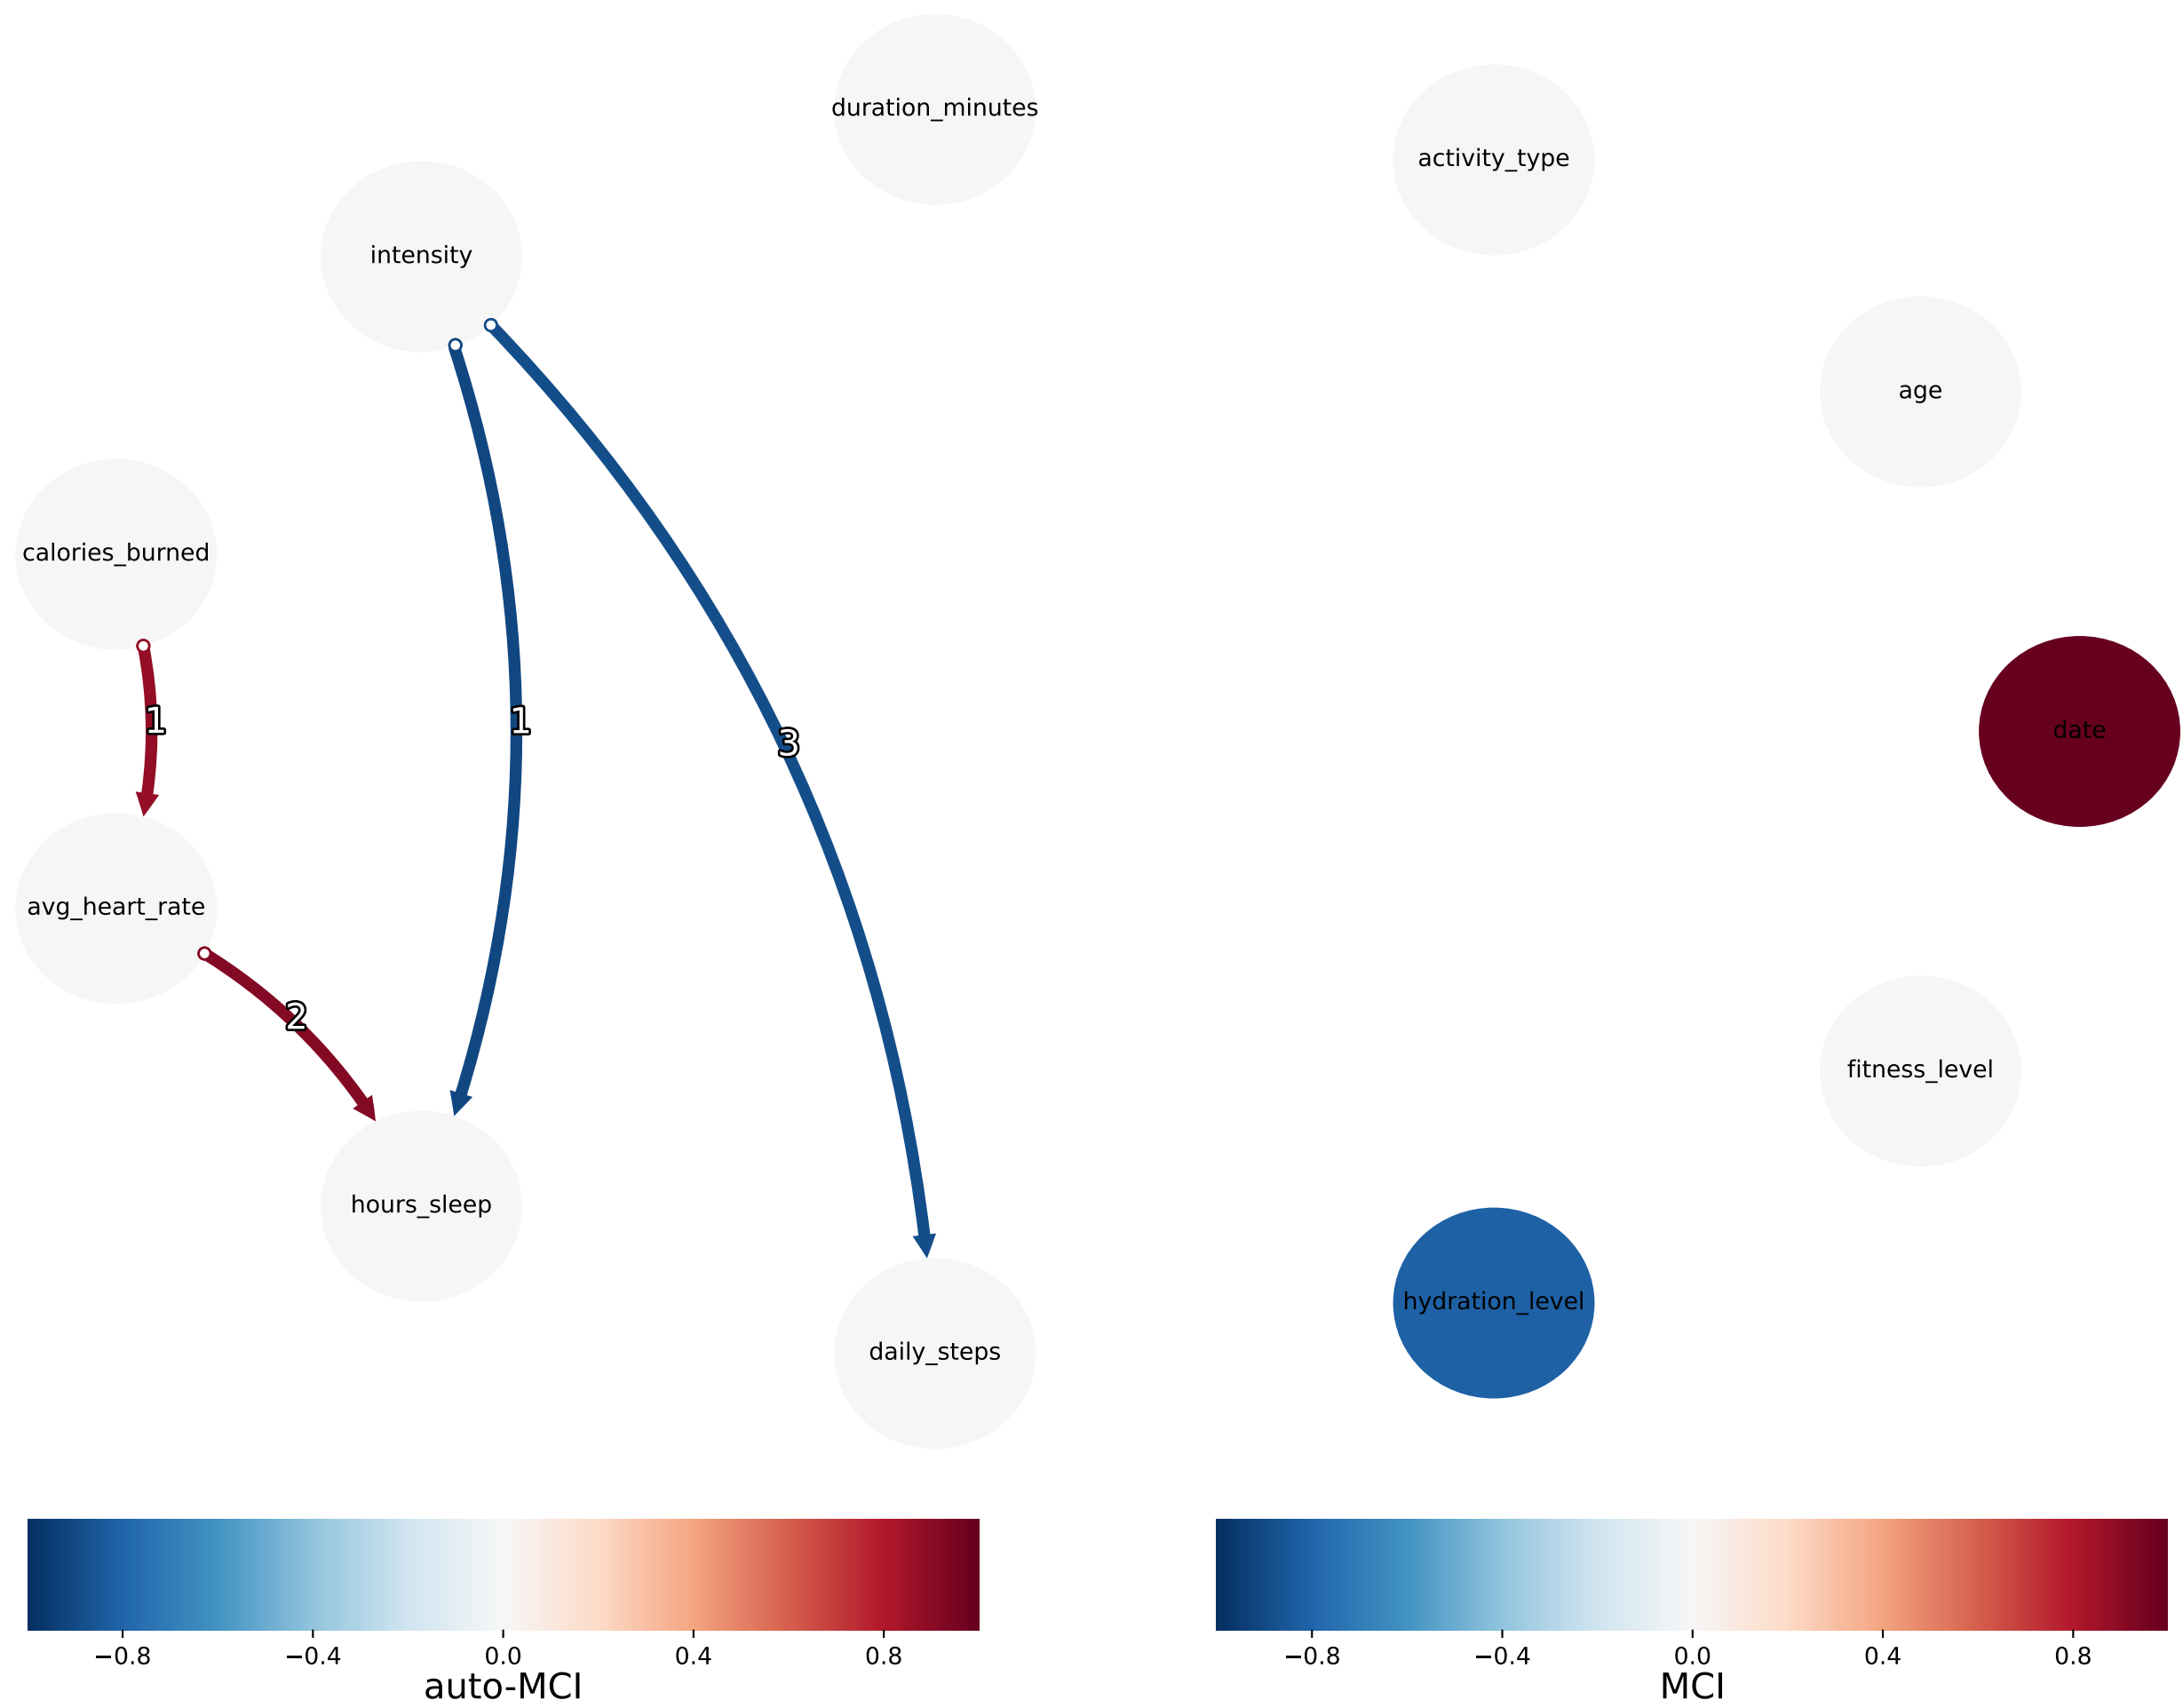 duration_minutes
activity_type
intensity
age
calories_burned
1
1
3
date
avg_heart_rate
2
fitness_level
hours_sleep
hydration_level
daily_steps
−0.8 −0.4 0.0 0.4 0.8
auto-MCI
−0.8 −0.4 0.0 0.4 0.8
MCI